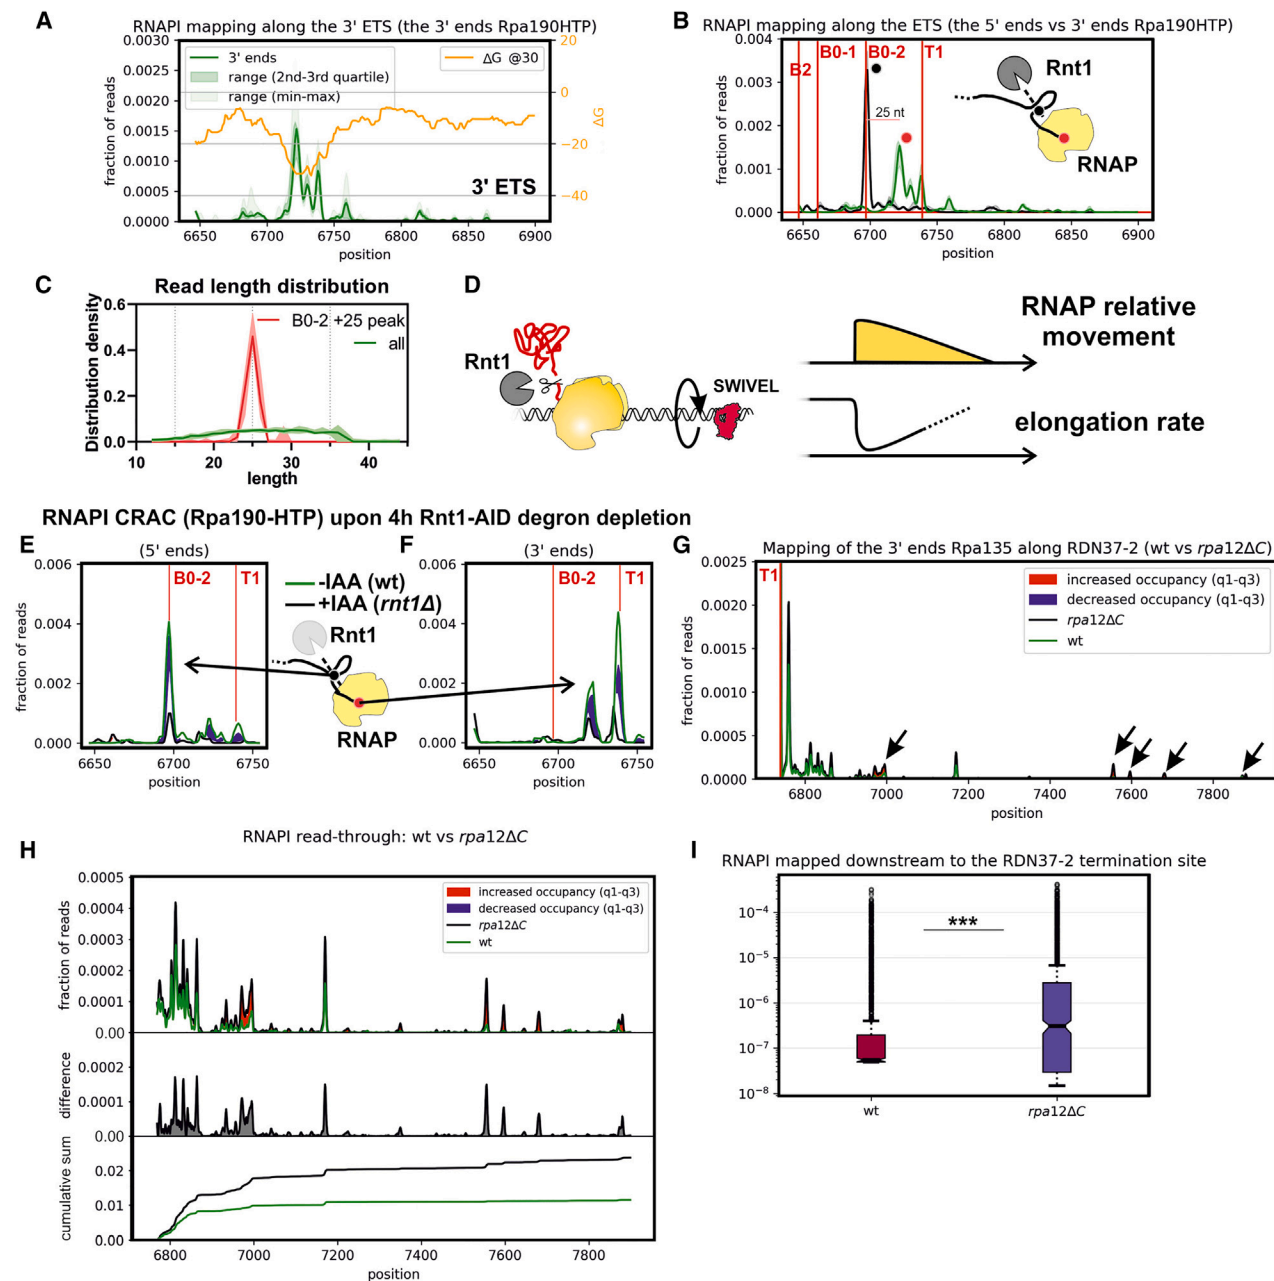 A
RNAPI mapping along the 3' ETS (the 3' ends Rpa190HTP)
0.0030
0.0025
0.0020
0.0015
0.0010
0.0005
0.0000
fraction of reads
3' ends
range (2nd-3rd quartile)
range (min-max)
ΔG @30
20
0
−20
−40
ΔG
3' ETS
6650
6700
6750
6800
6850
6900
position
B
RNAPI mapping along the ETS (the 5' ends vs 3' ends Rpa190HTP)
0.004
0.003
0.002
0.001
0.000
fraction of reads
B2
B0-1
B0-2
T1
25 nt
Rnt1
RNAP
6650
6700
6750
6800
6850
6900
position
C
Read length distribution
0.6
0.4
0.2
0.0
Distribution density
B0-2 +25 peak
all
10
20
30
40
length
D
Rnt1
SWIVEL
RNAP relative
movement
elongation rate
RNAPI CRAC (Rpa190-HTP) upon 4h Rnt1-AID degron depletion
E
(5' ends)
0.006
0.004
0.002
0.000
fraction of reads
B0-2
T1
6650
6700
6750
position
-IAA (wt)
+IAA (rnt1Δ)
Rnt1
RNAP
F
(3' ends)
0.006
0.004
0.002
0.000
B0-2
T1
6650
6700
6750
position
G
Mapping of the 3' ends Rpa135 along RDN37-2 (wt vs rpa12ΔC)
0.0025
0.0020
0.0015
0.0010
0.0005
0.0000
fraction of reads
T1
increased occupancy (q1-q3)
decreased occupancy (q1-q3)
rpa12ΔC
wt
6800
7000
7200
7400
7600
7800
position
H
RNAPI read-through: wt vs rpa12ΔC
0.0005
0.0004
0.0003
0.0002
0.0001
0.00
fraction of reads
increased occupancy (q1-q3)
decreased occupancy (q1-q3)
rpa12ΔC
wt
0.0002
0.0001
0.00
difference
0.02
0.01
0.00
cumulative sum
6800
7000
7200
7400
7600
7800
position
I
RNAPI mapped downstream to the RDN37-2 termination site
10⁻⁴
10⁻⁵
10⁻⁶
10⁻⁷
10⁻⁸
***
wt
rpa12ΔC